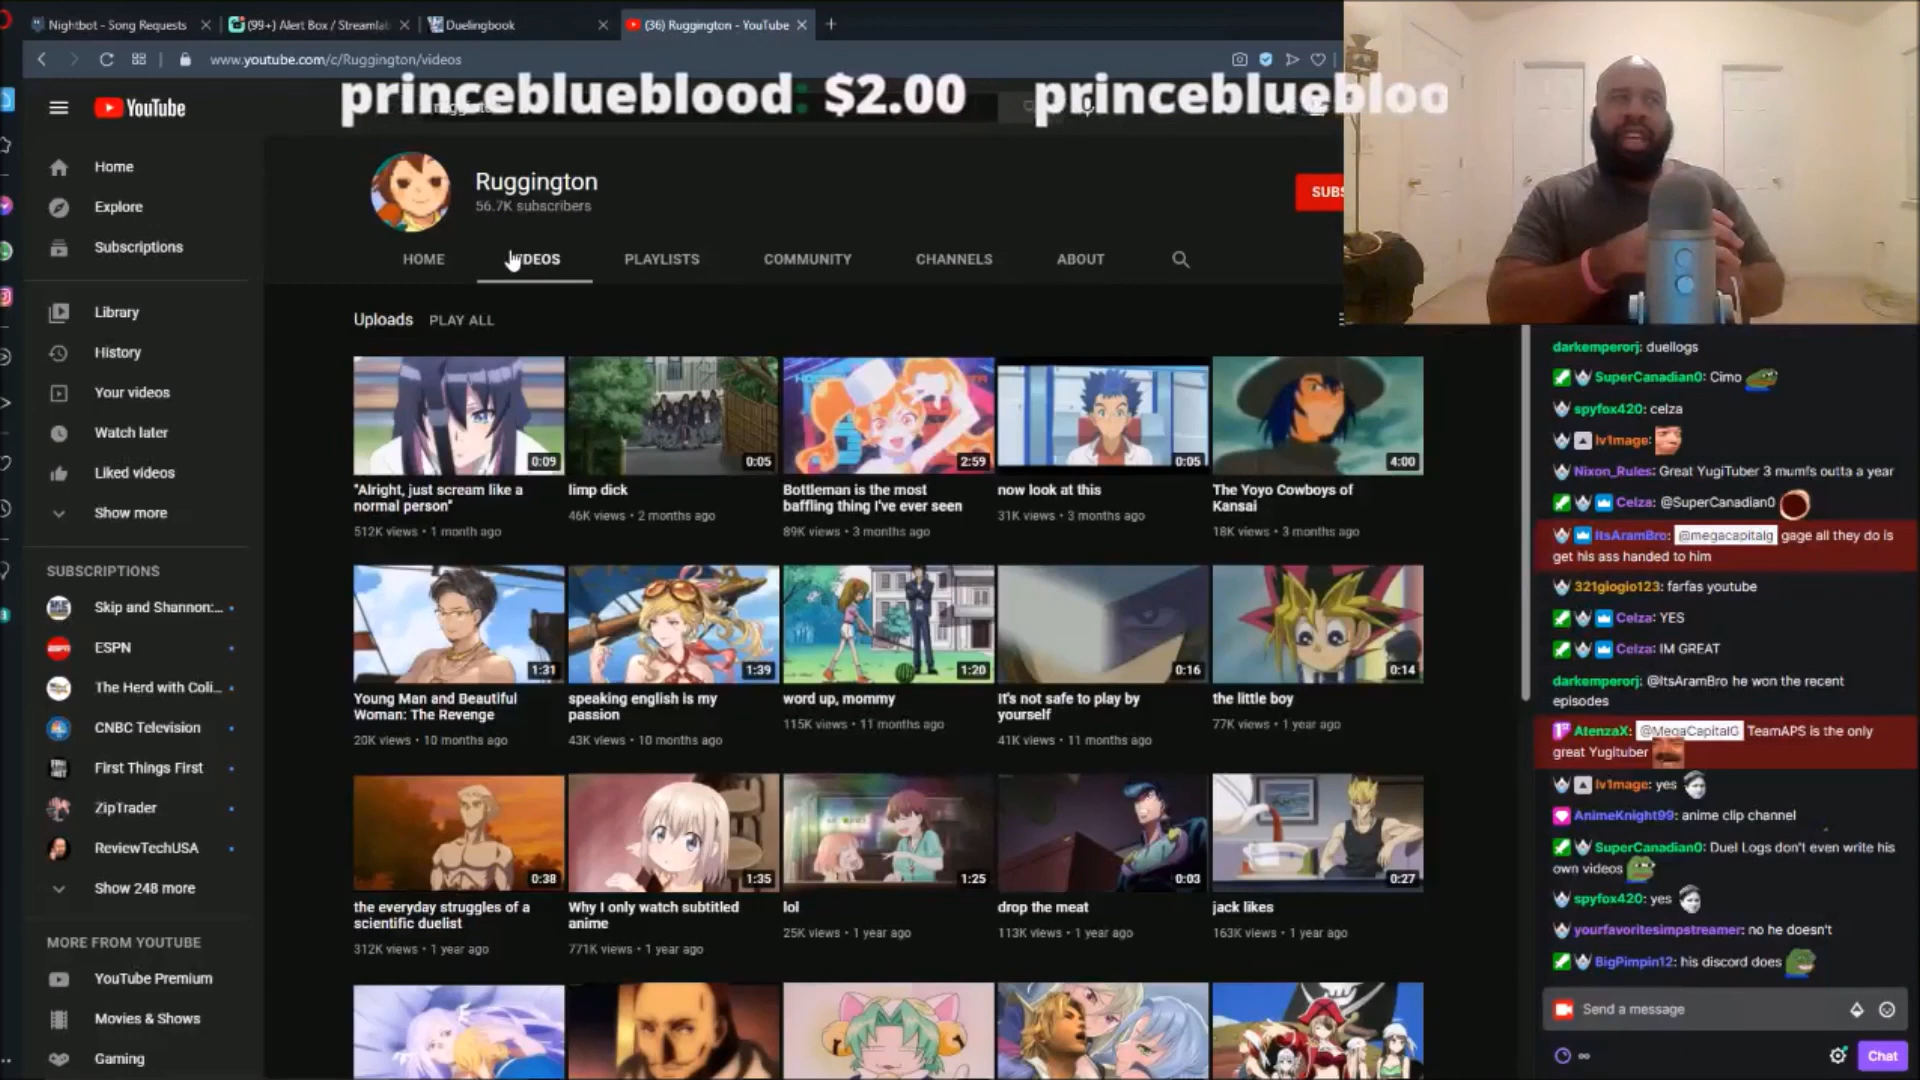 Nightbot - Song Requests
(99+) Alert Box / Streamla
Duelingbook
(36) Ruggington - YouTube
www.youtube.com/c/Ruggington/videos
princeblueblood: $2.00 princebluebloo
YouTube
Home
Explore
Subscriptions
Library
History
Your videos
Watch later
Liked videos
Show more
SUBSCRIPTIONS
Skip and Shannon:...
ESPN
The Herd with Coli...
CNBC Television
First Things First
ZipTrader
ReviewTechUSA
Show 248 more
MORE FROM YOUTUBE
YouTube Premium
Movies & Shows
Gaming
Ruggington
56.7K subscribers
SUBS
HOME
VIDEOS
PLAYLISTS
COMMUNITY
CHANNELS
ABOUT
Uploads PLAY ALL
0:09
0:05
2:59
0:05
4:00
"Alright, just scream like a
normal person"
512K views • 1 month ago
limp dick
46K views • 2 months ago
Bottleman is the most
baffling thing I've ever seen
89K views • 3 months ago
now look at this
31K views • 3 months ago
The Yoyo Cowboys of
Kansai
18K views • 3 months ago
1:31
1:39
1:20
0:16
0:14
Young Man and Beautiful
Woman: The Revenge
20K views • 10 months ago
speaking english is my
passion
43K views • 10 months ago
word up, mommy
115K views • 11 months ago
It's not safe to play by
yourself
41K views • 11 months ago
the little boy
77K views • 1 year ago
0:38
1:35
1:25
0:03
0:27
the everyday struggles of a
scientific duelist
312K views • 1 year ago
Why I only watch subtitled
anime
771K views • 1 year ago
lol
25K views • 1 year ago
drop the meat
113K views • 1 year ago
jack likes
163K views • 1 year ago
darkemperorj: duellogs
SuperCanadian0: Cimo
spyfox420: celza
lv1mage:
Nixon_Rules: Great YugiTuber 3 mum!s outta a year
Celza: @SuperCanadian0
ItsAramBro: @megacapitalg gage all they do is
get his ass handed to him
321giogio123: farfas youtube
Celza: YES
Celza: IM GREAT
darkemperorj: @ItsAramBro he won the recent
episodes
AtenzaX: @MegaCapitalG TeamAPS is the only
great Yugituber
lv1mage: yes
AnimeKnight99: anime clip channel
SuperCanadian0: Duel Logs don't even write his
own videos
spyfox420: yes
yourfavoritesimpstreamer: no he doesn't
BigPimpin12: his discord does
Send a message
Chat